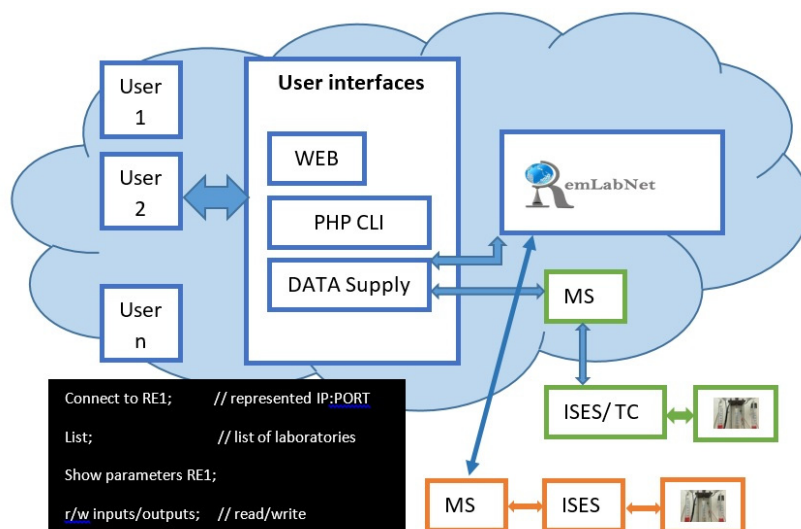 User
1
User
2
User
n
User interfaces
WEB
PHP CLI
DATA Supply
RemLabNet
MS
ISES/ TC
MS
ISES
Connect to RE1; // represented IP:PORT
List; // list of laboratories
Show parameters RE1;
r/w inputs/outputs; // read/write